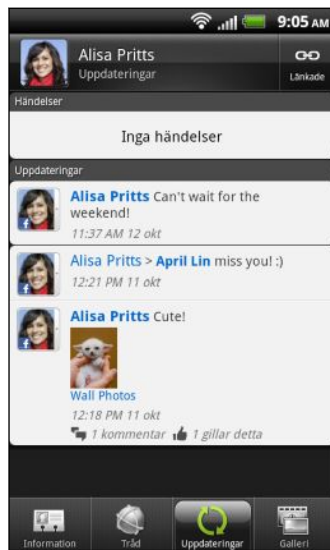 9:05 AM
Alisa Pritts
Uppdateringar
Länkade
Händelser
Inga händelser
Uppdateringar
Alisa Pritts Can't wait for the
weekend!
11:37 AM 12 okt
Alisa Pritts > April Lin miss you! :)
12:21 PM 11 okt
Alisa Pritts Cute!
Wall Photos
12:18 PM 11 okt
1 kommentar 1 gillar detta
Information Tråd Uppdateringar Galleri